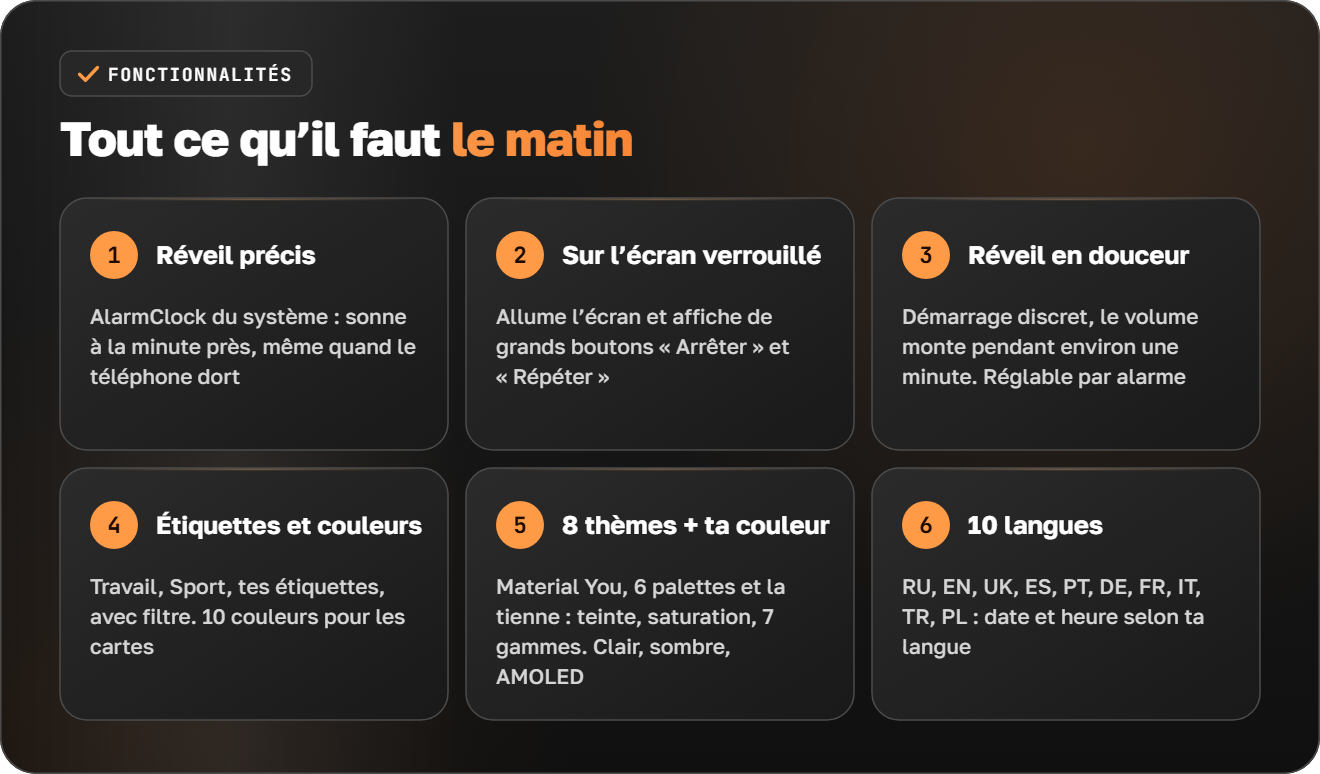 FONCTIONNALITÉS
Tout ce qu’il faut le matin
1 Réveil précis
AlarmClock du système : sonne
à la minute près, même quand le
téléphone dort
2 Sur l’écran verrouillé
Allume l’écran et affiche de
grands boutons « Arrêter » et
« Répéter »
3 Réveil en douceur
Démarrage discret, le volume
monte pendant environ une
minute. Réglable par alarme
4 Étiquettes et couleurs
Travail, Sport, tes étiquettes,
avec filtre. 10 couleurs pour les
cartes
5 8 thèmes + ta couleur
Material You, 6 palettes et la
tienne : teinte, saturation, 7
gammes. Clair, sombre,
AMOLED
6 10 langues
RU, EN, UK, ES, PT, DE, FR, IT,
TR, PL : date et heure selon ta
langue